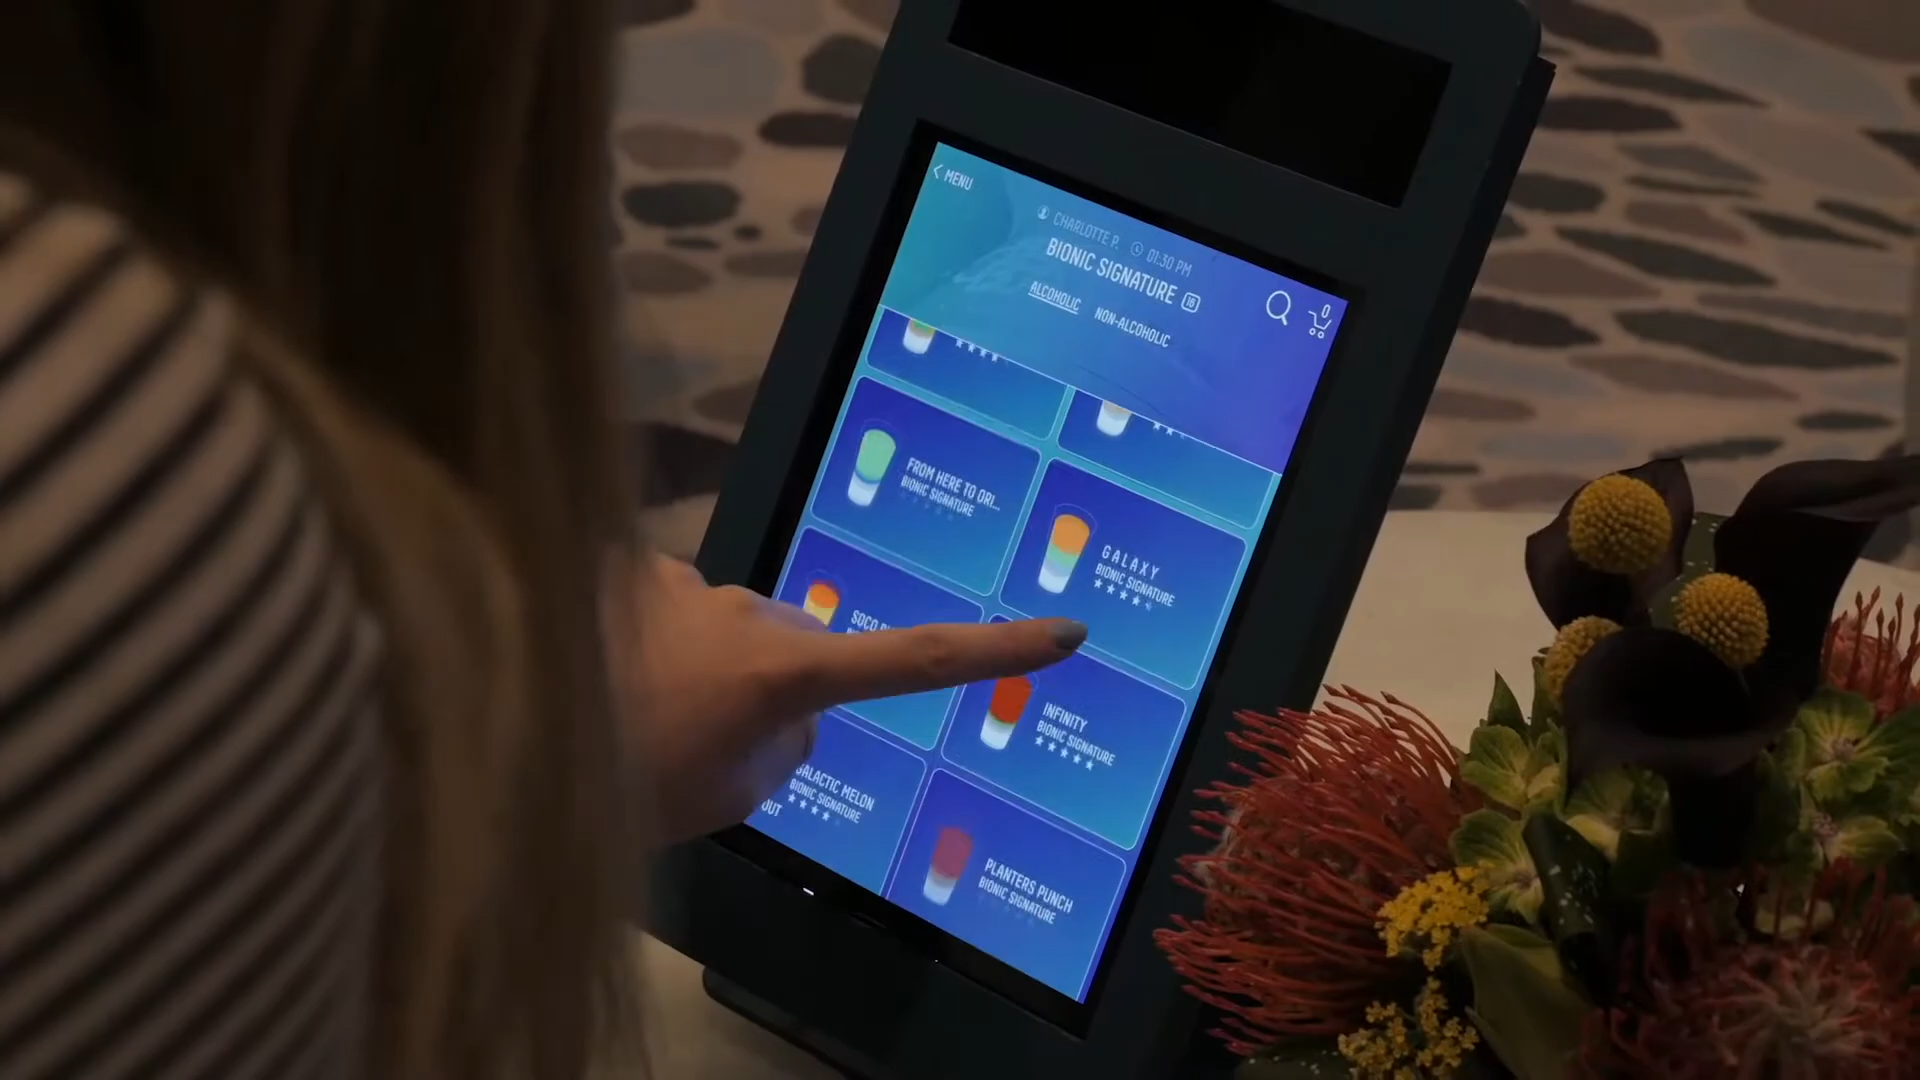 < MENU
CHARLOTTE P. 01:30 PM
BIONIC SIGNATURE 16
ALCOHOLIC NON-ALCOHOLIC
0
FROM HERE TO ORI...
BIONIC SIGNATURE
GALAXY
BIONIC SIGNATURE
SOCO
INFINITY
BIONIC SIGNATURE
GALACTIC MELON
BIONIC SIGNATURE
OUT
PLANTERS PUNCH
BIONIC SIGNATURE